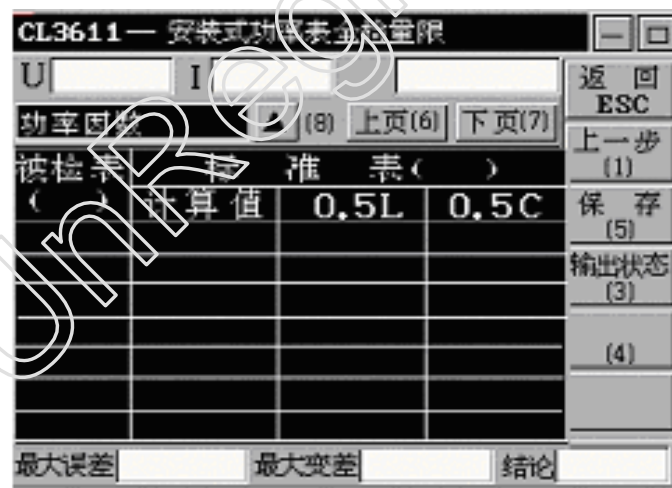 CL3611— 安装式功率表全检量限
U I
返 回
ESC
功率因数 ▲ (8) 上页(6) 下页(7)
上一步
(1)
被检表 标 准 表( )
( ) 计算值 0.5L 0.5C
保 存
(5)
输出状态
(3)
(4)
最大误差 最大变差 结论